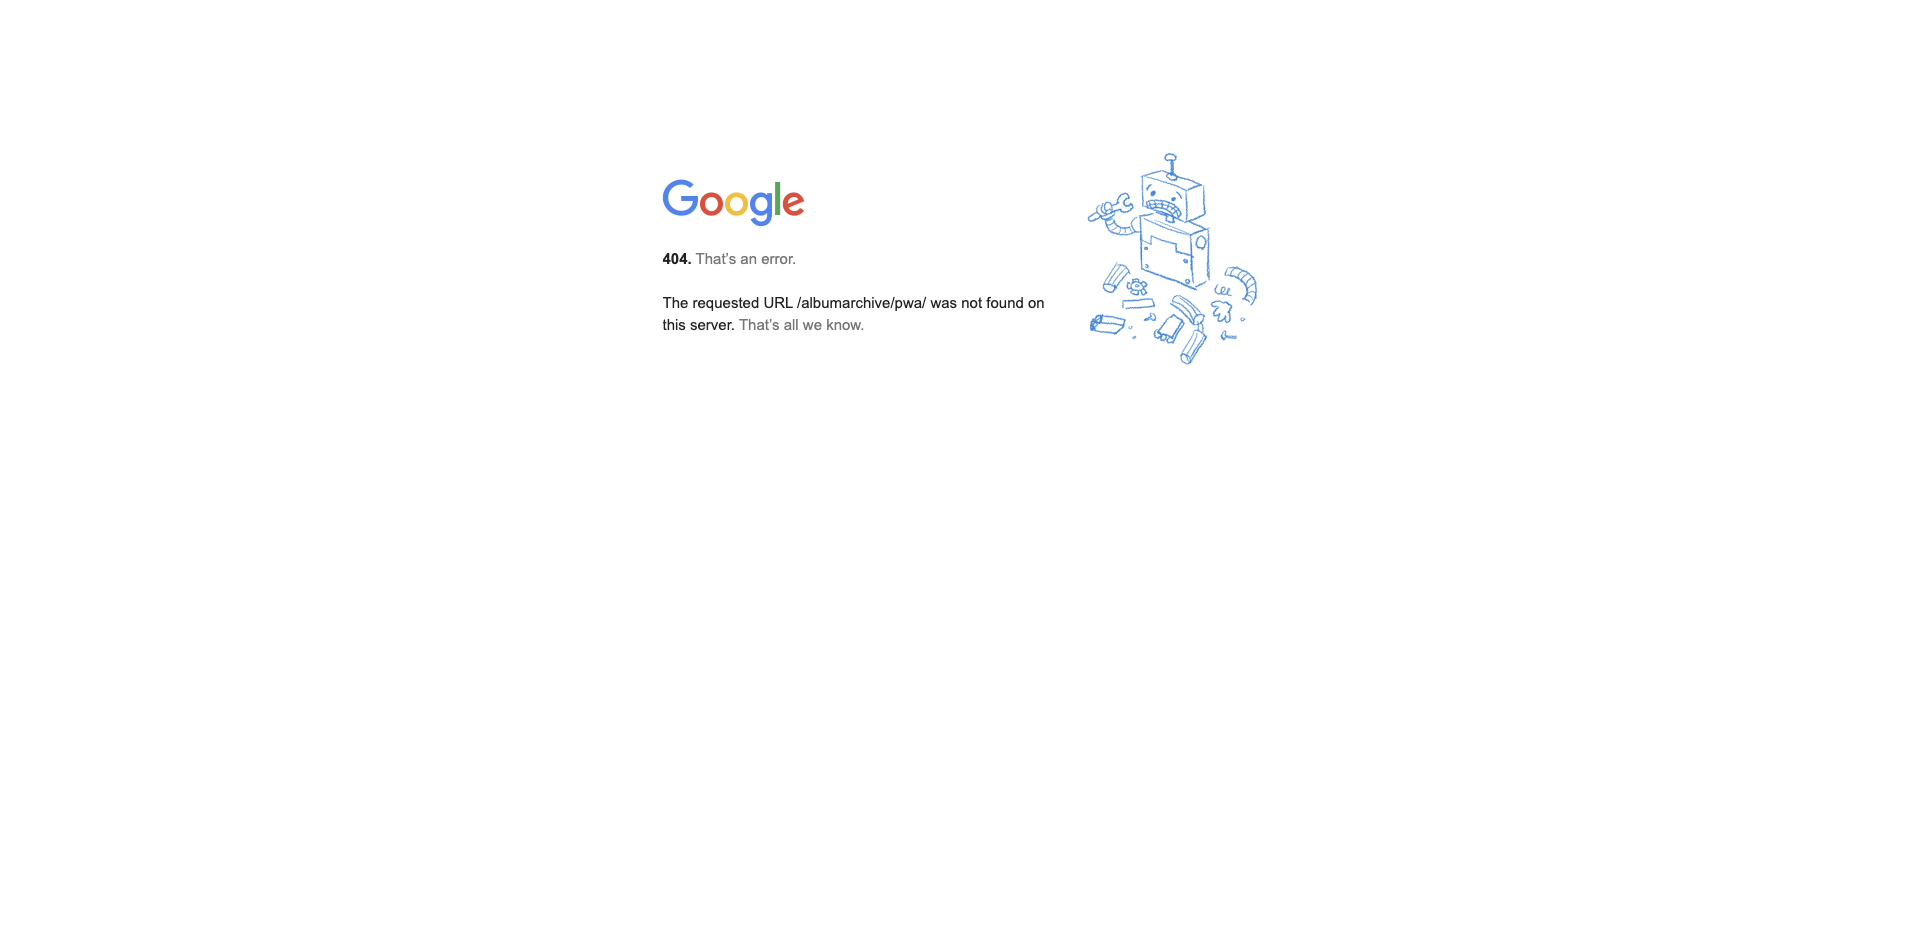 Google
404. That's an error.
The requested URL /albumarchive/pwa/ was not found on
this server. That's all we know.